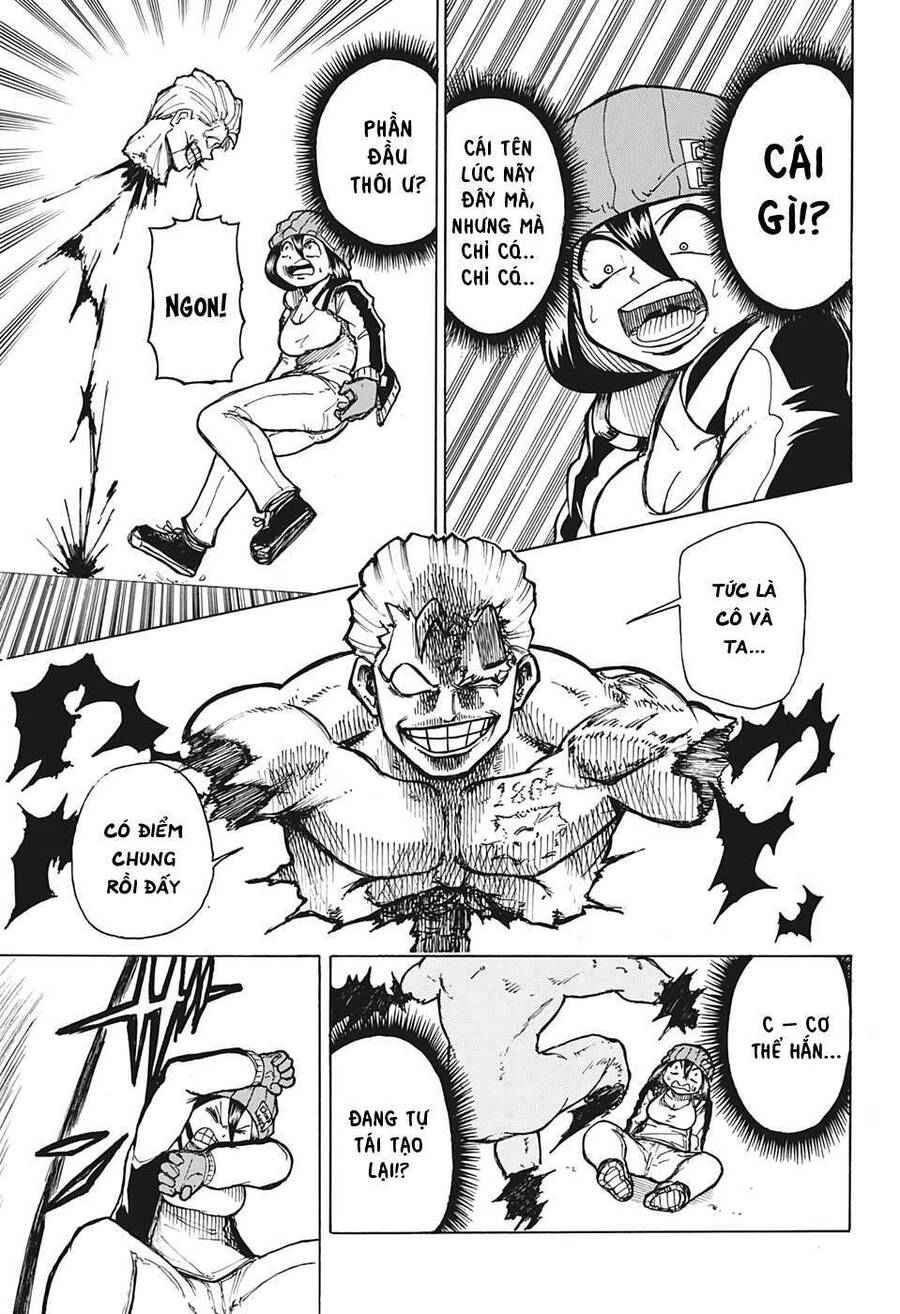 CÁI
GÌ!?
CÁI TÊN
LÚC NÃY
ĐÂY MÀ,
NHƯNG MÀ
CHỈ CÓ..
CHỈ CÓ..
PHẦN
ĐẦU
THÔI Ư?
NGON!
TỨC LÀ
CÔ VÀ
TA...
186
CÓ ĐIỂM
CHUNG
RỒI ĐẤY
C – CƠ
THỂ HẮN...
ĐANG TỰ
TÁI TẠO
LẠI!?